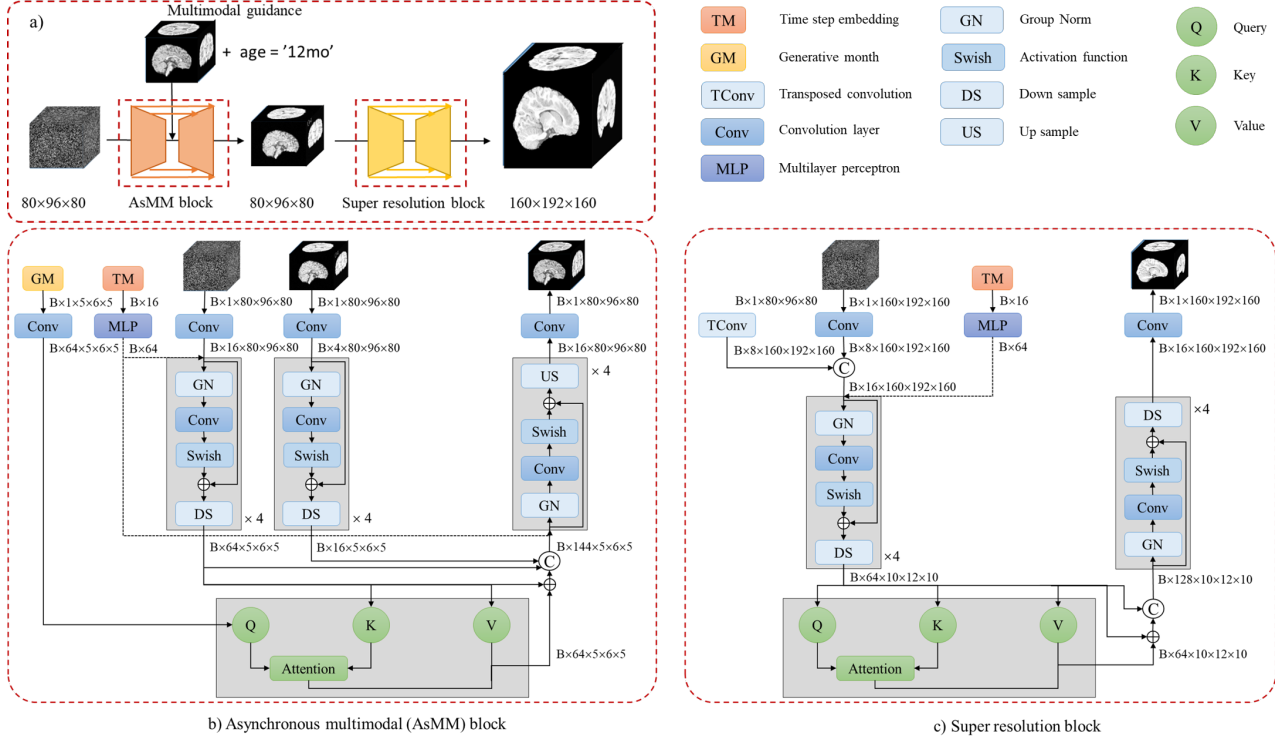 a)
Multimodal guidance
+ age = '12mo'
80×96×80
AsMM block
80×96×80
Super resolution block
160×192×160
TM
Time step embedding
GM
Generative month
TConv
Transposed convolution
Conv
Convolution layer
MLP
Multilayer perceptron
GN
Group Norm
Swish
Activation function
DS
Down sample
US
Up sample
Q
Query
K
Key
V
Value
GM
TM
B×1×5×6×5
B×16
B×1×80×96×80
B×1×80×96×80
B×1×80×96×80
Conv
MLP
Conv
Conv
Conv
B×64×5×6×5
B×64
B×16×80×96×80
B×4×80×96×80
B×16×80×96×80
GN
Conv
Swish
DS
× 4
GN
Conv
Swish
DS
× 4
US
× 4
Swish
Conv
GN
B×64×5×6×5
B×16×5×6×5
B×144×5×6×5
C
Q
K
V
Attention
B×64×5×6×5
b) Asynchronous multimodal (AsMM) block
TM
B×1×80×96×80
B×1×160×192×160
B×16
B×1×160×192×160
TConv
Conv
MLP
Conv
B×8×160×192×160
B×8×160×192×160
B×64
B×16×160×192×160
C
B×16×160×192×160
GN
Conv
Swish
DS
×4
DS
×4
Swish
Conv
GN
B×64×10×12×10
B×128×10×12×10
C
Q
K
V
Attention
B×64×10×12×10
c) Super resolution block